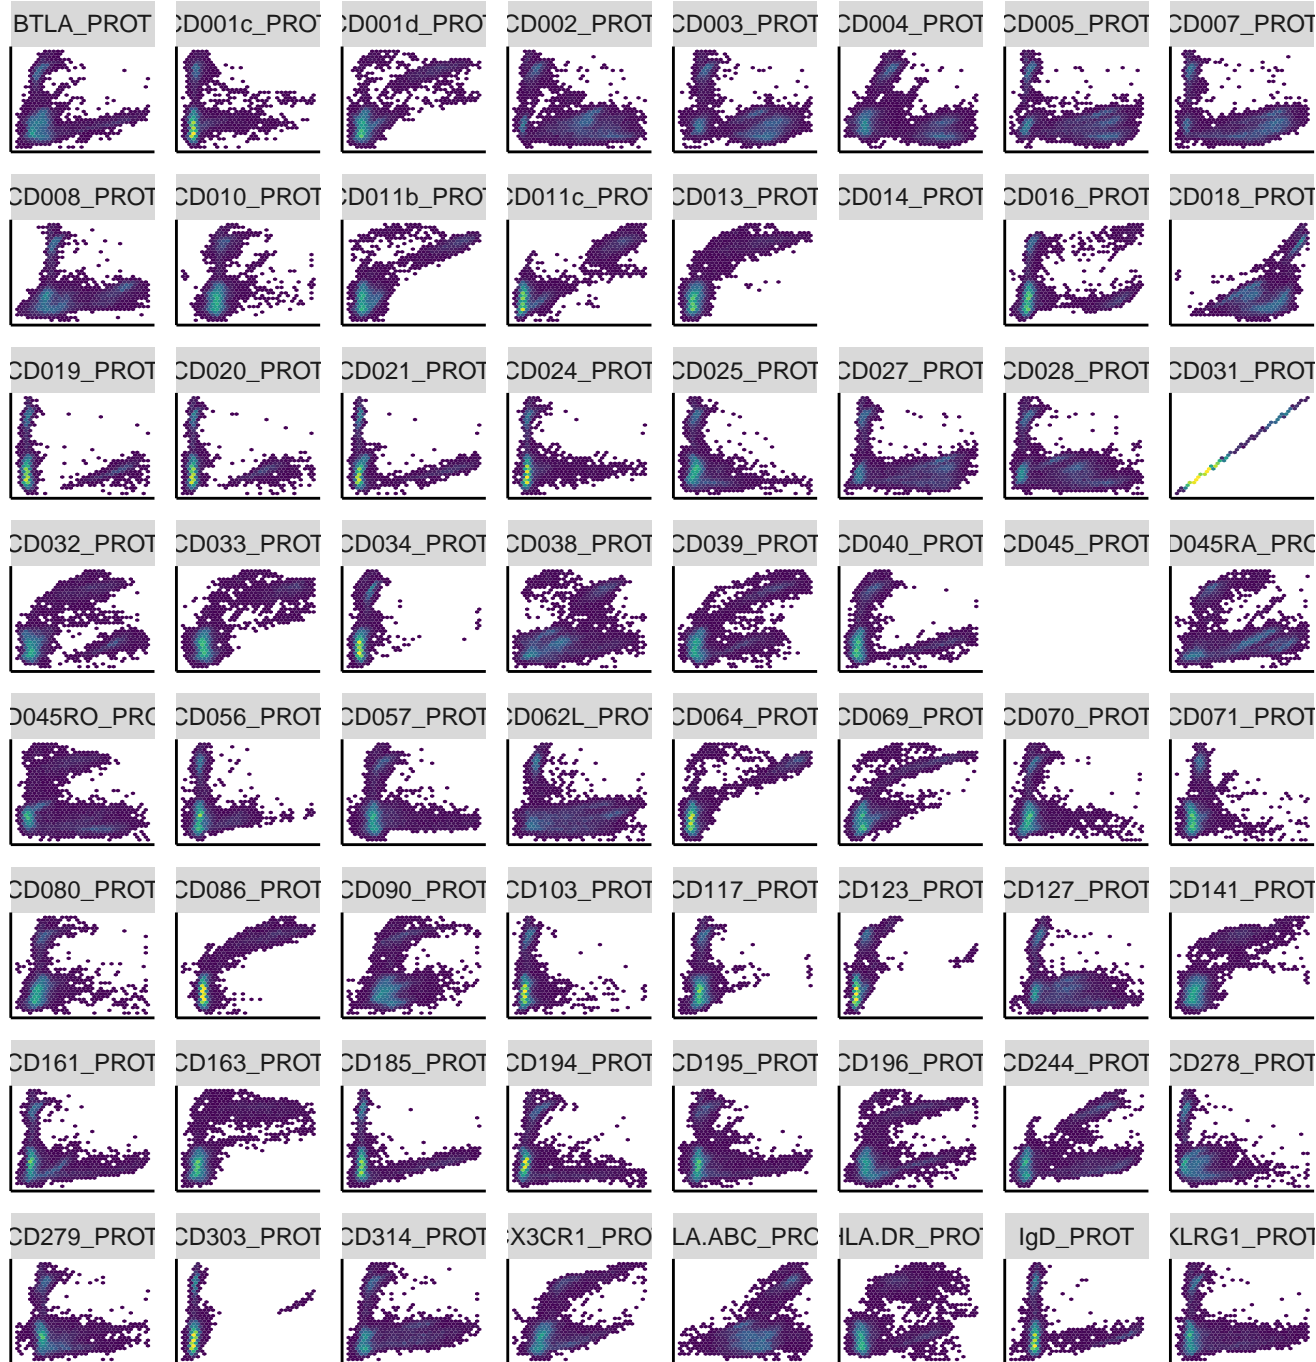 BTLA_PROT CD001c_PROT CD001d_PROT CD002_PROT CD003_PROT CD004_PROT CD005_PROT CD007_PROT
CD008_PROT CD010_PROT CD011b_PROT CD011c_PROT CD013_PROT CD014_PROT CD016_PROT CD018_PROT
CD019_PROT CD020_PROT CD021_PROT CD024_PROT CD025_PROT CD027_PROT CD028_PROT CD031_PROT
CD032_PROT CD033_PROT CD034_PROT CD038_PROT CD039_PROT CD040_PROT CD045_PROT D045RA_PRO
D045RO_PRO CD056_PROT CD057_PROT CD062L_PROT CD064_PROT CD069_PROT CD070_PROT CD071_PROT
CD080_PROT CD086_PROT CD090_PROT CD103_PROT CD117_PROT CD123_PROT CD127_PROT CD141_PROT
CD161_PROT CD163_PROT CD185_PROT CD194_PROT CD195_PROT CD196_PROT CD244_PROT CD278_PROT
CD279_PROT CD303_PROT CD314_PROT CX3CR1_PRO LA.ABC_PRO HLA.DR_PROT IgD_PROT KLRG1_PROT